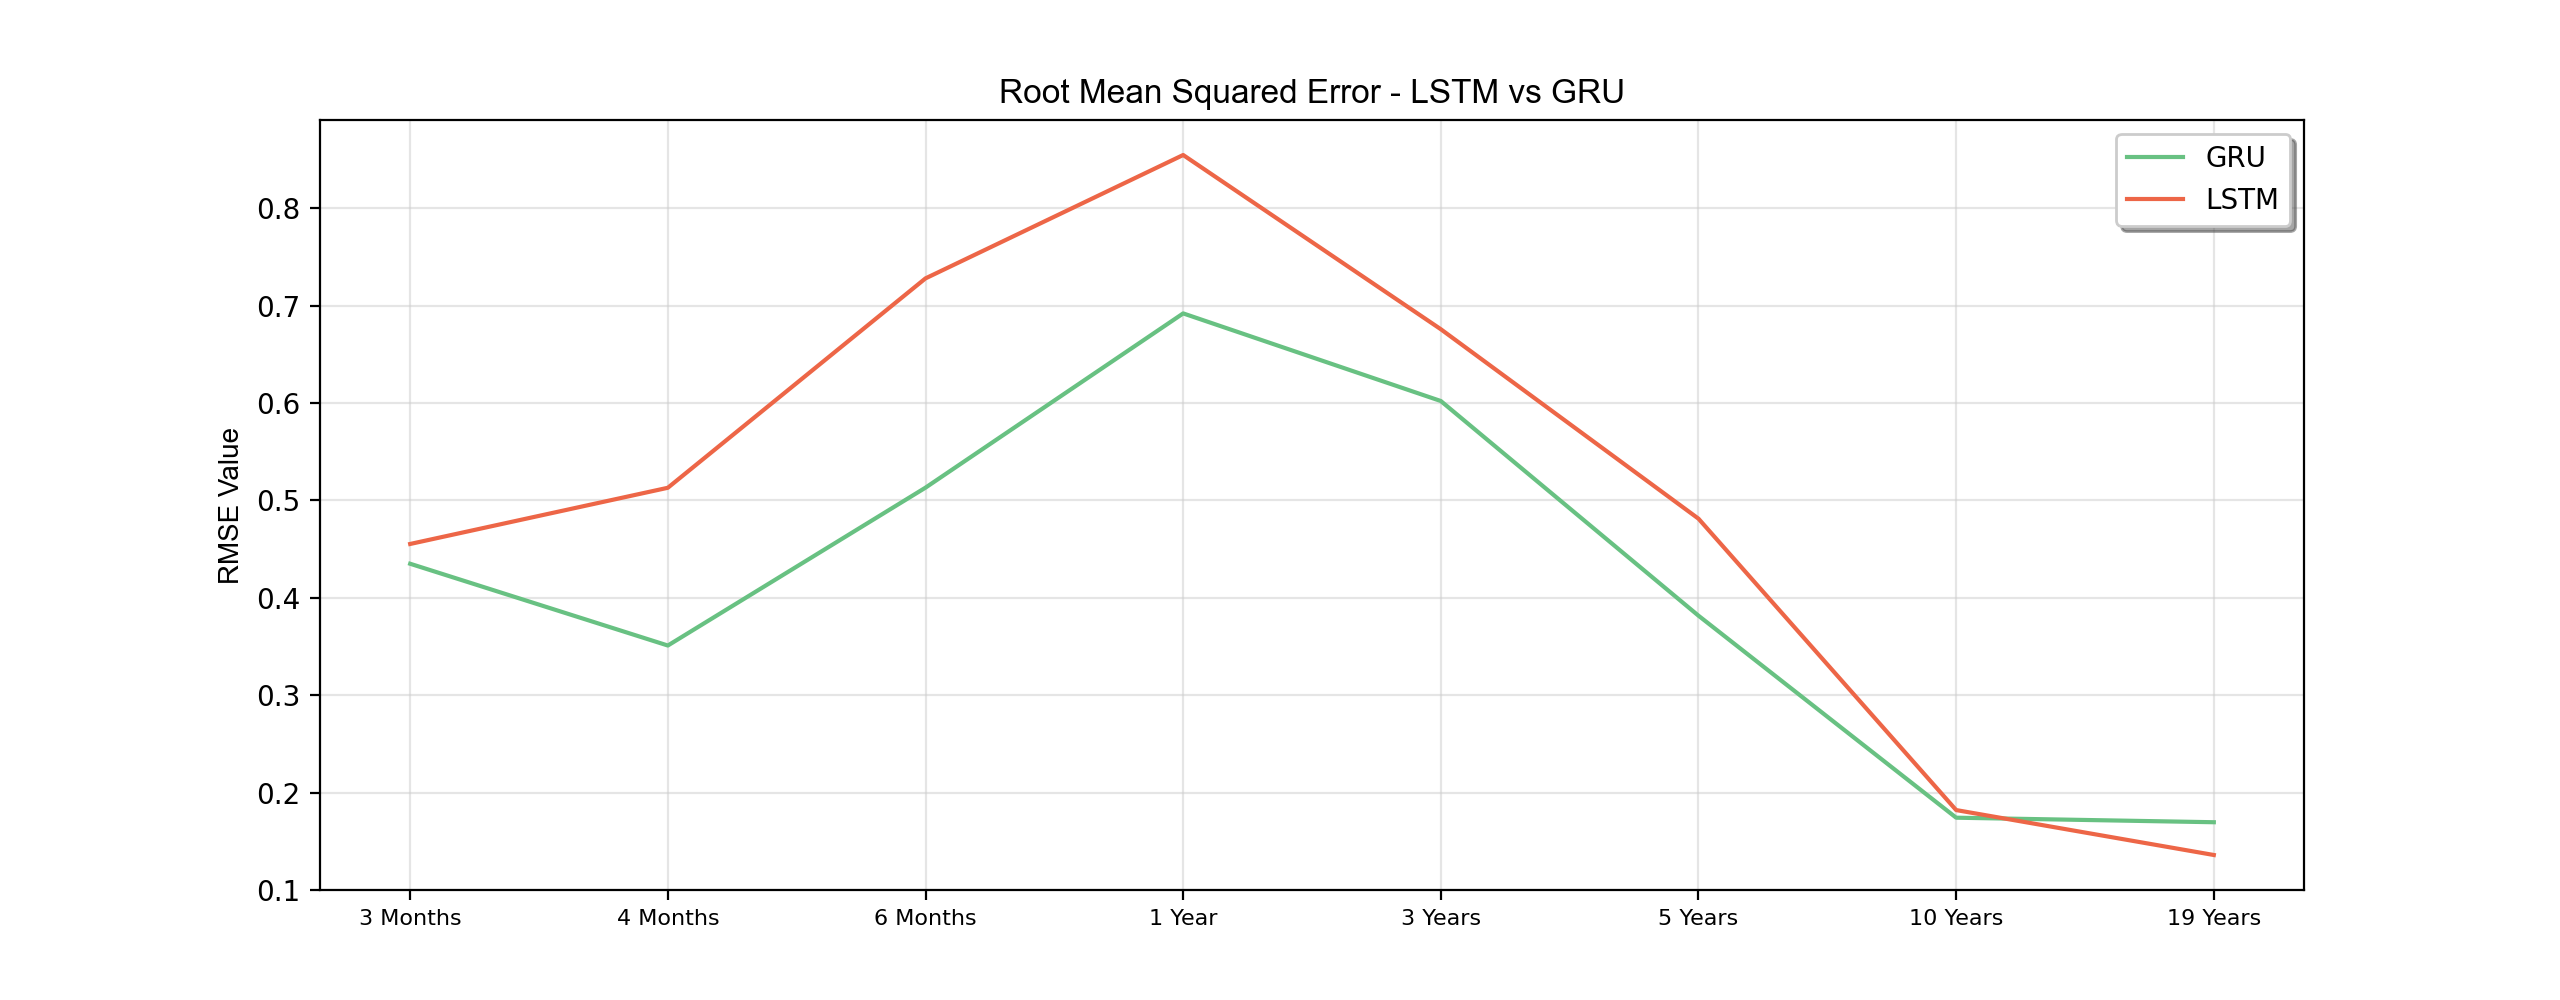 Root Mean Squared Error - LSTM vs GRU
GRU
LSTM
RMSE Value
0.8
0.7
0.6
0.5
0.4
0.3
0.2
0.1
3 Months 4 Months 6 Months 1 Year 3 Years 5 Years 10 Years 19 Years